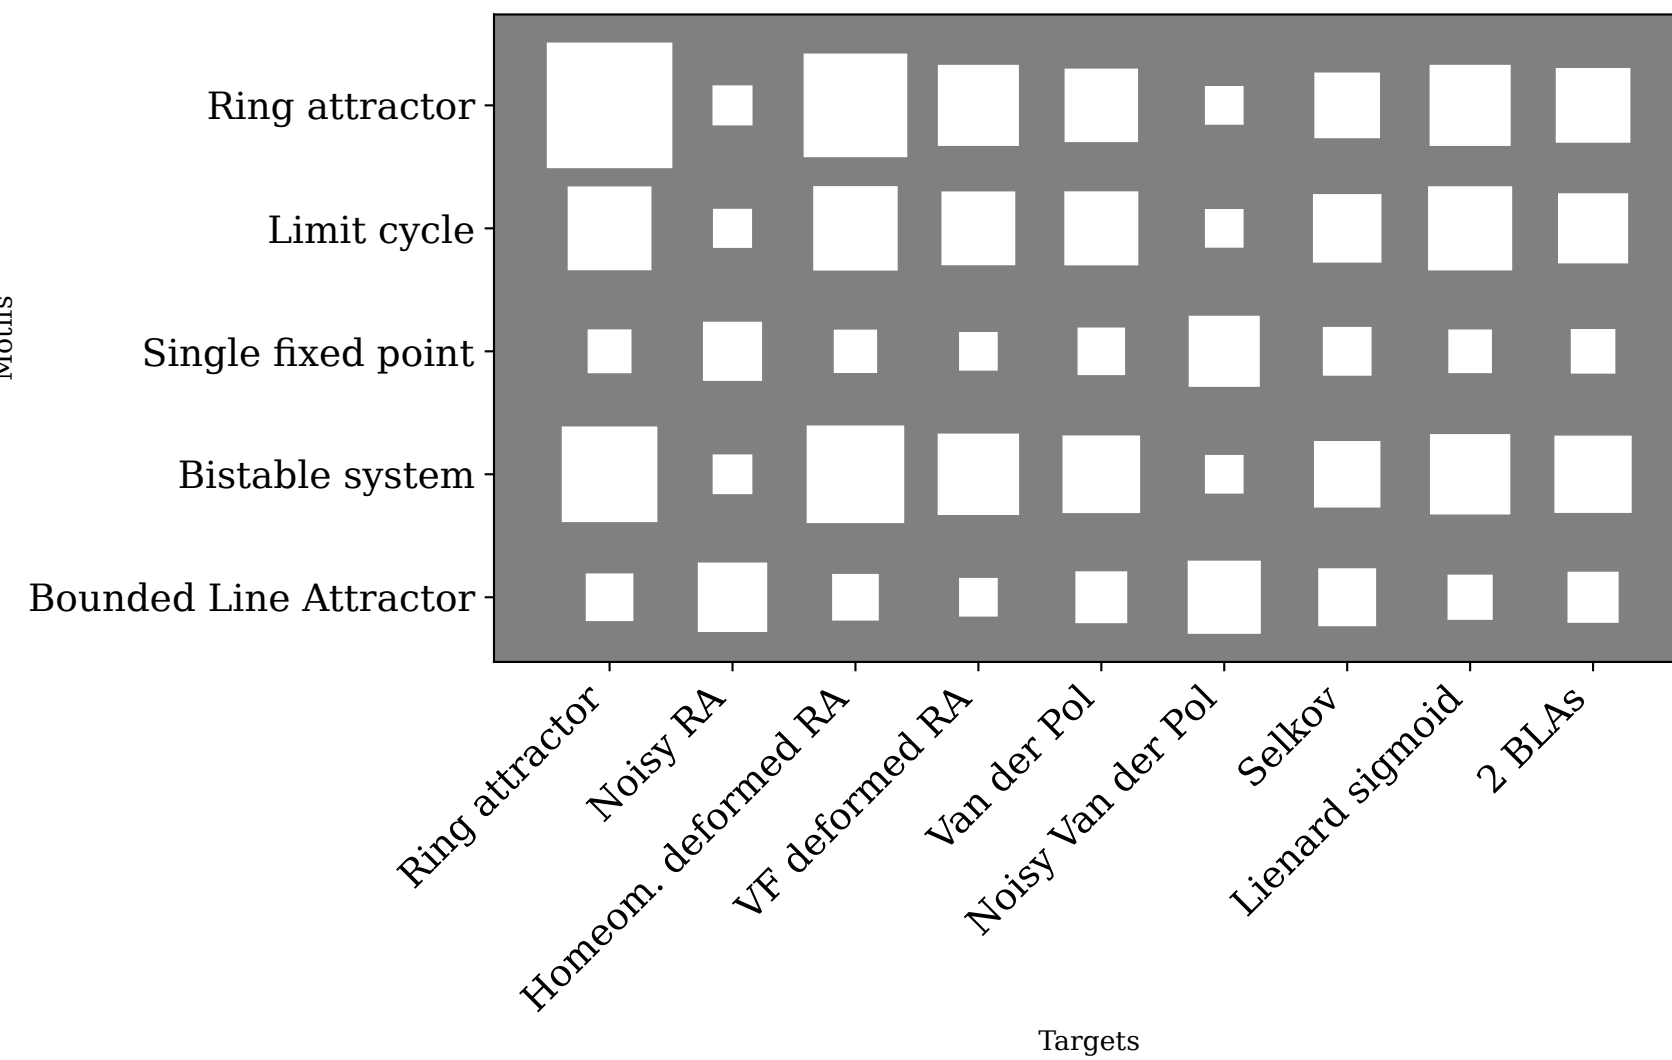 Ring attractor
Limit cycle
Single fixed point
Bistable system
Bounded Line Attractor
Motifs
Ring attractor
Noisy RA
Homeom. deformed RA
VF deformed RA
Van der Pol
Noisy Van der Pol
Selkov
Lienard sigmoid
2 BLAs
Targets